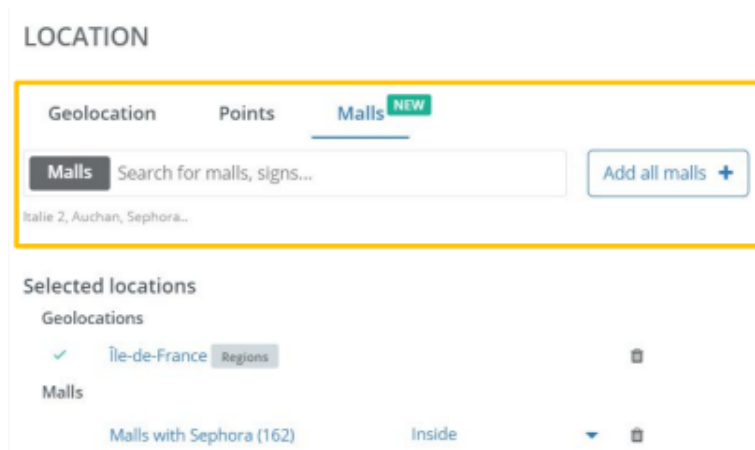 LOCATION
Geolocation Points Malls NEW
Malls Search for malls, signs... Add all malls +
Italie 2, Auchan, Sephora...
Selected locations
Geolocations
Île-de-France Regions
Malls
Malls with Sephora (162) Inside